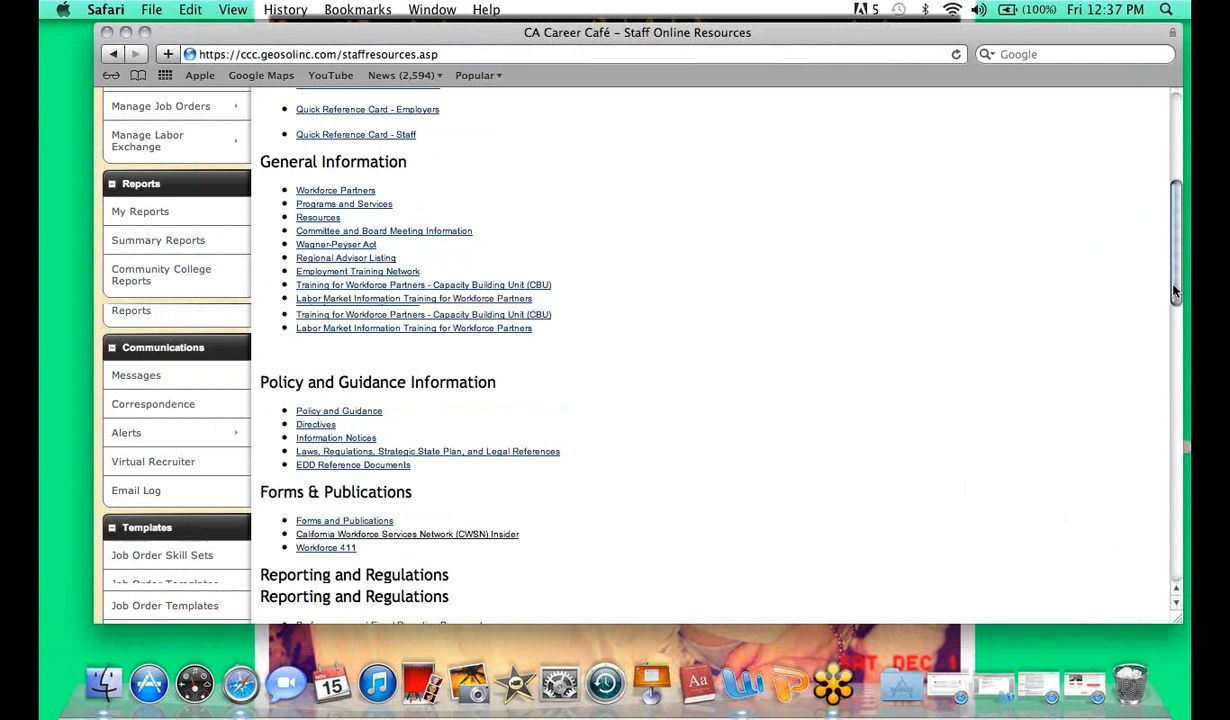 Safari File Edit View History Bookmarks Window Help
5 (100%) Fri 12:37 PM
CA Career Café – Staff Online Resources
https://ccc.geosolinc.com/staffresources.asp
Google
Apple Google Maps YouTube News (2,594) Popular
Manage Job Orders
Manage Labor
Exchange
Reports
My Reports
Summary Reports
Community College
Reports
Reports
Communications
Messages
Correspondence
Alerts
Virtual Recruiter
Email Log
Templates
Job Order Skill Sets
Job Order Templates
Job Order Templates
Quick Reference Card - Employers
Quick Reference Card - Staff
General Information
Workforce Partners
Programs and Services
Resources
Committee and Board Meeting Information
Wagner-Peyser Act
Regional Advisor Listing
Employment Training Network
Training for Workforce Partners - Capacity Building Unit (CBU)
Labor Market Information Training for Workforce Partners
Training for Workforce Partners - Capacity Building Unit (CBU)
Labor Market Information Training for Workforce Partners
Policy and Guidance Information
Policy and Guidance
Directives
Information Notices
Laws, Regulations, Strategic State Plan, and Legal References
EDD Reference Documents
Forms & Publications
Forms and Publications
California Workforce Services Network (CWSN) Insider
Workforce 411
Reporting and Regulations
Reporting and Regulations
SAT DEC 1
NOV
15
Aa